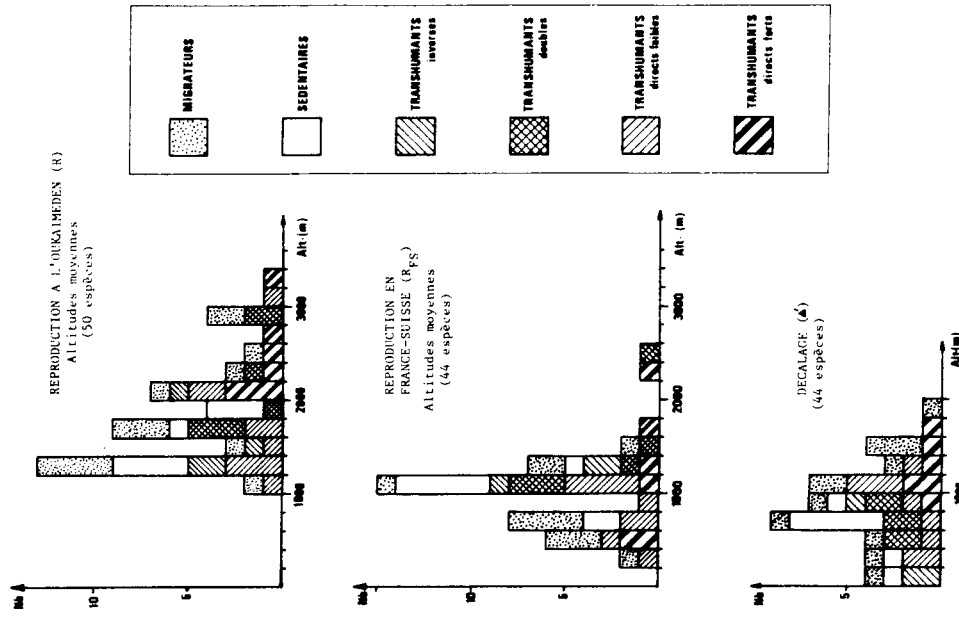 REPRODUCTION A L'OUKAIMEDEN (R)
Altitudes moyennes
(50 espèces)
Nb
10
5
1000
2000
3000
Alt. (m)
REPRODUCTION EN
FRANCE-SUISSE (R_FS)
Altitudes moyennes
(44 espèces)
Nb
10
5
1000
2000
3000
Alt. (m)
DECALAGE (Δ)
(44 espèces)
Nb
5
Alt(m)
MIGRATEURS
SEDENTAIRES
TRANSHUMANTS
inverses
TRANSHUMANTS
doubles
TRANSHUMANTS
directs faibles
TRANSHUMANTS
directs forts